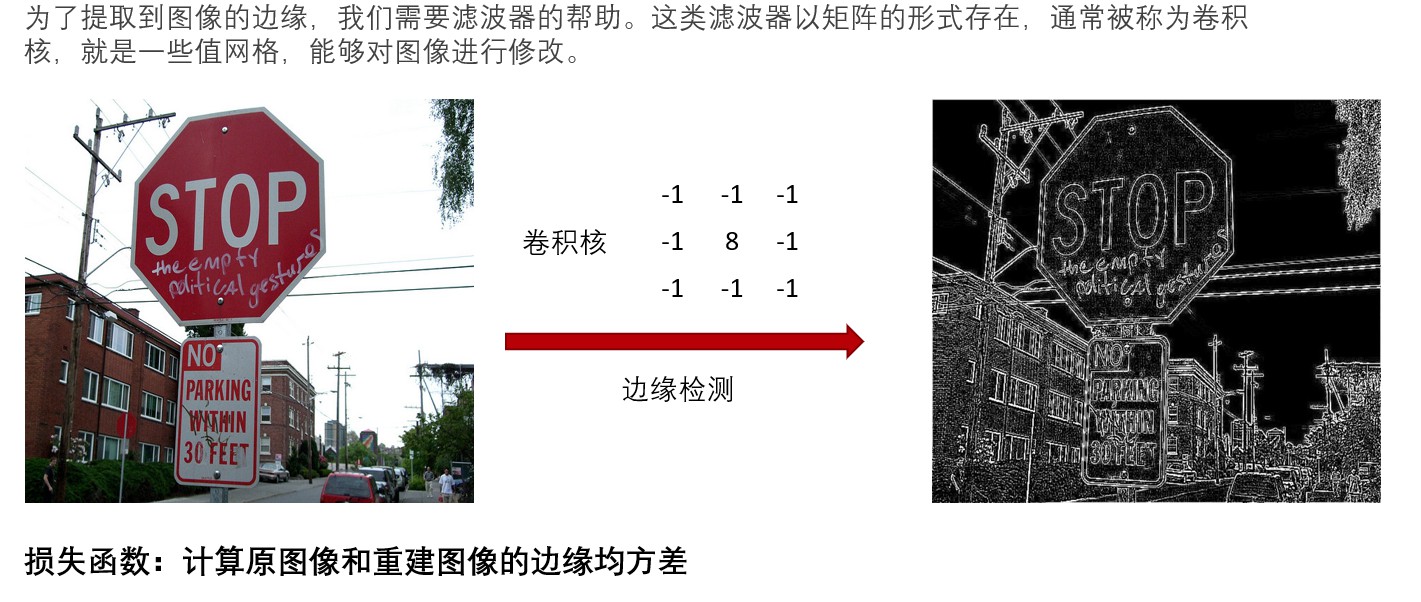 为了提取到图像的边缘，我们需要滤波器的帮助。这类滤波器以矩阵的形式存在，通常被称为卷积
核，就是一些值网格，能够对图像进行修改。
STOP
the empty
political gestures
NO
PARKING
WITHIN
30 FEET
-1 -1 -1
卷积核 -1 8 -1
-1 -1 -1
边缘检测
STOP
the empty
political gestures
NO
PARKING
WITHIN
30 FEET
损失函数：计算原图像和重建图像的边缘均方差